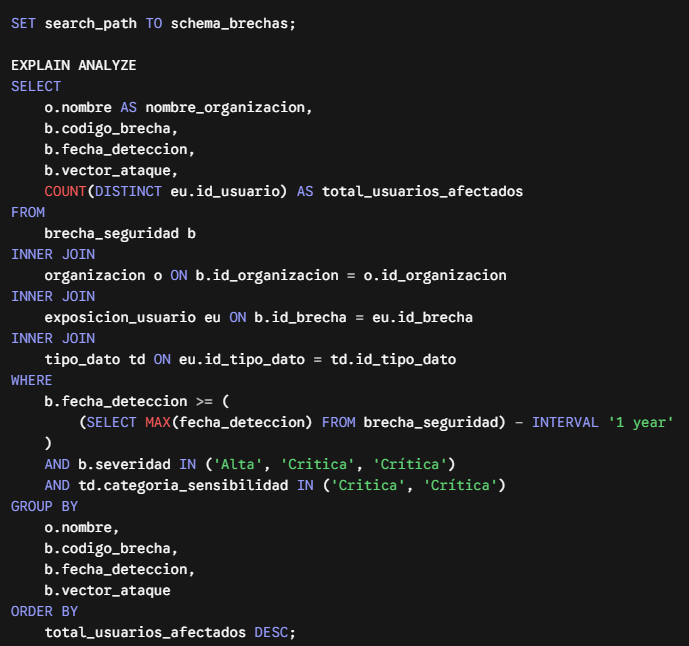 SET search_path TO schema_brechas;
EXPLAIN ANALYZE
SELECT
    o.nombre AS nombre_organizacion,
    b.codigo_brecha,
    b.fecha_deteccion,
    b.vector_ataque,
    COUNT(DISTINCT eu.id_usuario) AS total_usuarios_afectados
FROM
    brecha_seguridad b
INNER JOIN
    organizacion o ON b.id_organizacion = o.id_organizacion
INNER JOIN
    exposicion_usuario eu ON b.id_brecha = eu.id_brecha
INNER JOIN
    tipo_dato td ON eu.id_tipo_dato = td.id_tipo_dato
WHERE
    b.fecha_deteccion >= (
        (SELECT MAX(fecha_deteccion) FROM brecha_seguridad) - INTERVAL '1 year'
    )
    AND b.severidad IN ('Alta', 'Critica', 'Crítica')
    AND td.categoria_sensibilidad IN ('Critica', 'Crítica')
GROUP BY
    o.nombre,
    b.codigo_brecha,
    b.fecha_deteccion,
    b.vector_ataque
ORDER BY
    total_usuarios_afectados DESC;